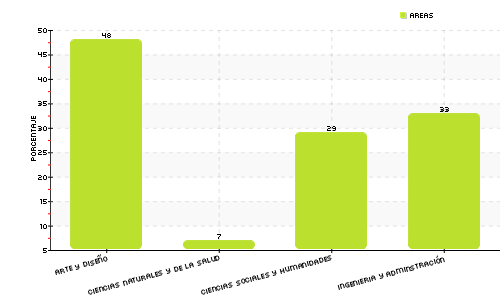 AREAS
PORCENTAJE
50
45
40
35
30
25
20
15
10
5
48
7
29
33
ARTE Y DISEÑO
CIENCIAS NATURALES Y DE LA SALUD
CIENCIAS SOCIALES Y HUMANIDADES
INGENIERIA Y ADMINSTRACIÓN